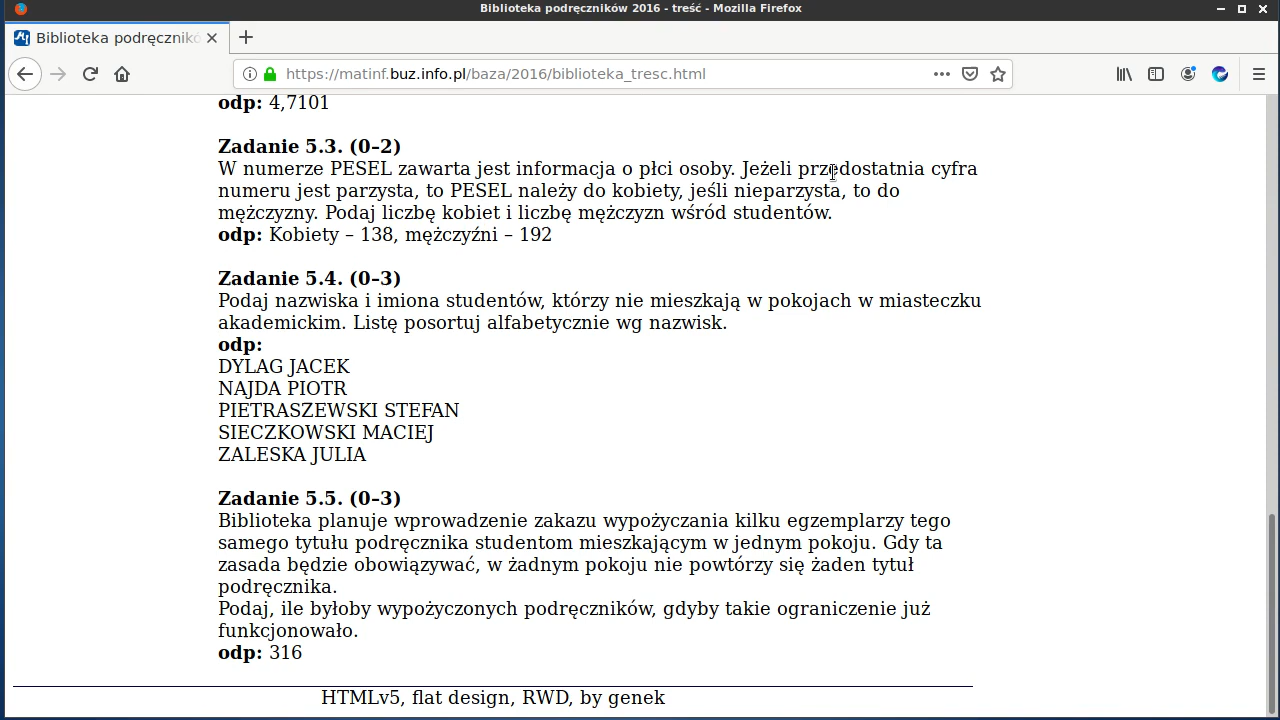 Biblioteka podręczników 2016 - treść - Mozilla Firefox
Biblioteka podręcznikó
https://matinf.buz.info.pl/baza/2016/biblioteka_tresc.html
odp: 4,7101
Zadanie 5.3. (0–2)
W numerze PESEL zawarta jest informacja o płci osoby. Jeżeli przedostatnia cyfra
numeru jest parzysta, to PESEL należy do kobiety, jeśli nieparzysta, to do
mężczyzny. Podaj liczbę kobiet i liczbę mężczyzn wśród studentów.
odp: Kobiety – 138, mężczyźni – 192
Zadanie 5.4. (0–3)
Podaj nazwiska i imiona studentów, którzy nie mieszkają w pokojach w miasteczku
akademickim. Listę posortuj alfabetycznie wg nazwisk.
odp:
DYLAG JACEK
NAJDA PIOTR
PIETRASZEWSKI STEFAN
SIECZKOWSKI MACIEJ
ZALESKA JULIA
Zadanie 5.5. (0–3)
Biblioteka planuje wprowadzenie zakazu wypożyczania kilku egzemplarzy tego
samego tytułu podręcznika studentom mieszkającym w jednym pokoju. Gdy ta
zasada będzie obowiązywać, w żadnym pokoju nie powtórzy się żaden tytuł
podręcznika.
Podaj, ile byłoby wypożyczonych podręczników, gdyby takie ograniczenie już
funkcjonowało.
odp: 316
HTMLv5, flat design, RWD, by genek